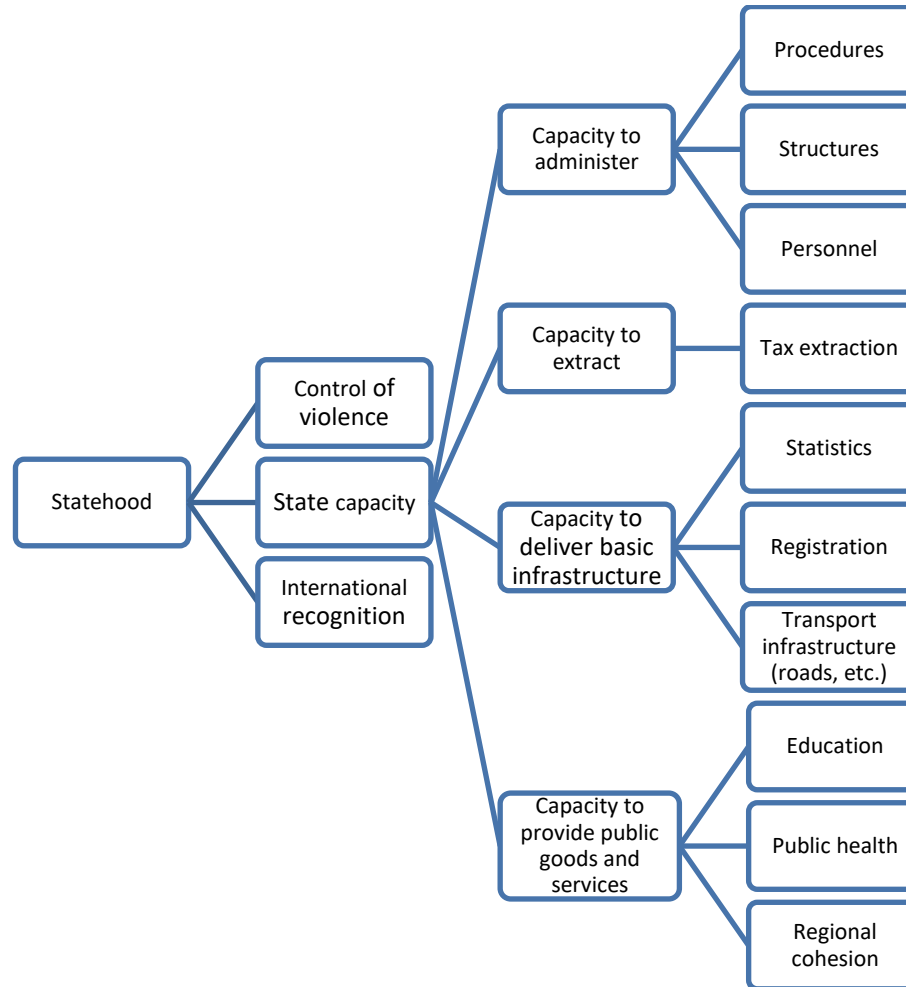 Statehood
Control of
violence
State capacity
International
recognition
Capacity to
administer
Procedures
Structures
Personnel
Capacity to
extract
Tax extraction
Capacity to
deliver basic
infrastructure
Statistics
Registration
Transport
infrastructure
(roads, etc.)
Capacity to
provide public
goods and
services
Education
Public health
Regional
cohesion